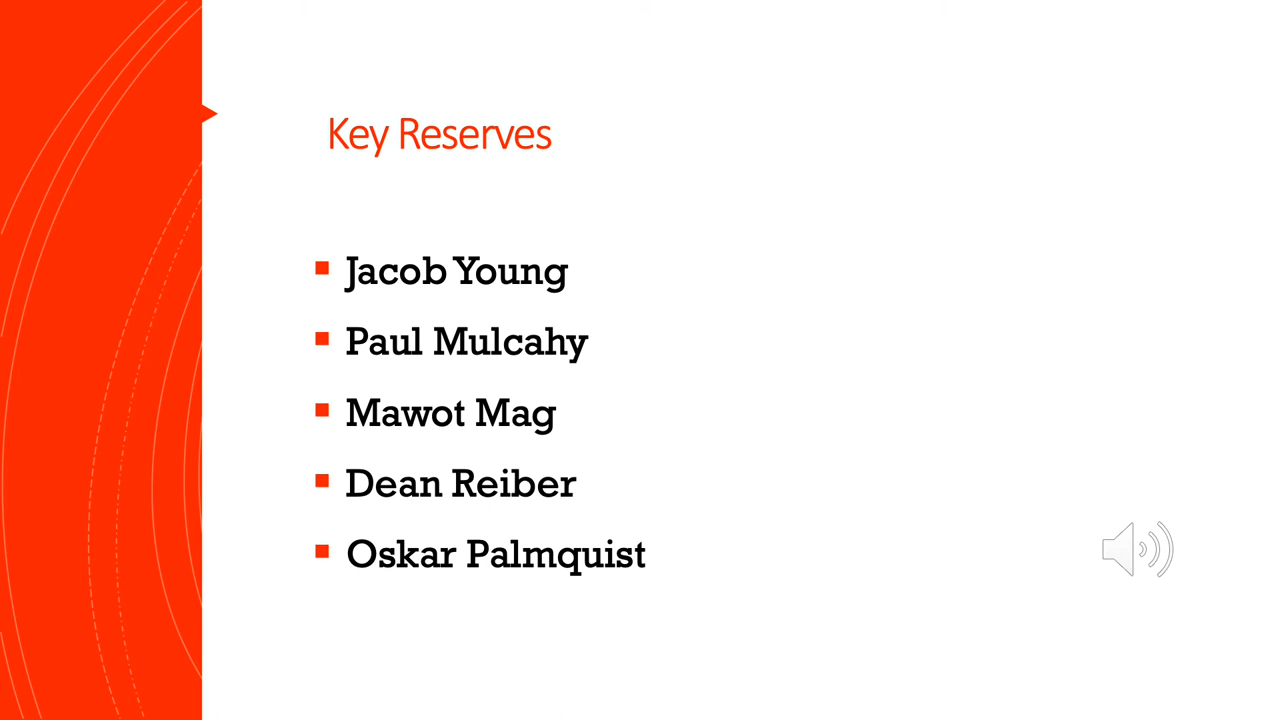 Key Reserves
Jacob Young
Paul Mulcahy
Mawot Mag
Dean Reiber
Oskar Palmquist